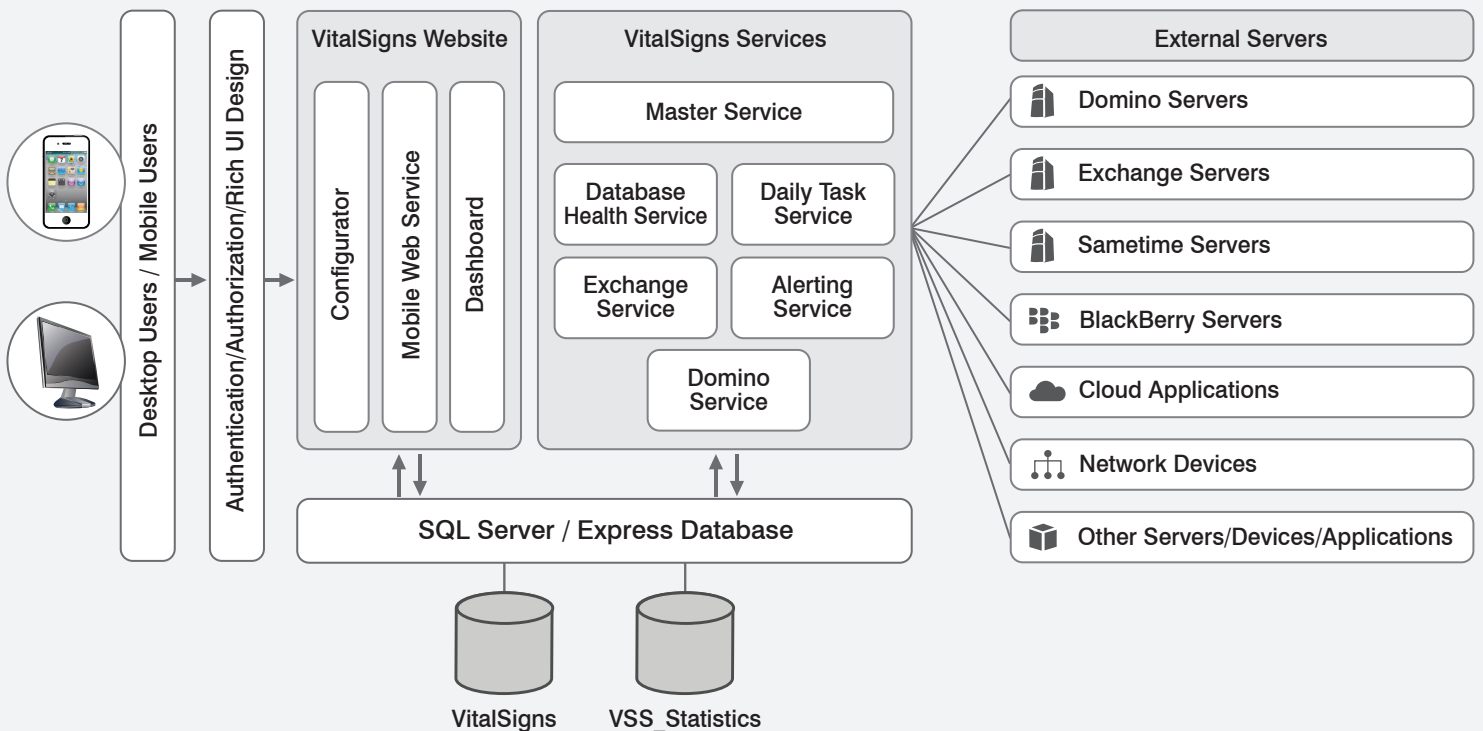 Desktop Users / Mobile Users
Authentication/Authorization/Rich UI Design
VitalSigns Website
Configurator
Mobile Web Service
Dashboard
VitalSigns Services
Master Service
Database
Health Service
Daily Task
Service
Exchange
Service
Alerting
Service
Domino
Service
SQL Server / Express Database
VitalSigns
VSS_Statistics
External Servers
Domino Servers
Exchange Servers
Sametime Servers
BlackBerry Servers
Cloud Applications
Network Devices
Other Servers/Devices/Applications